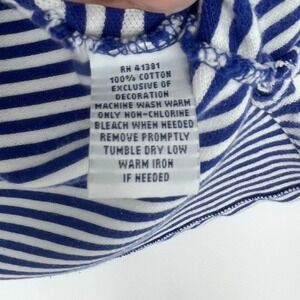 RN 41381
100% COTTON
EXCLUSIVE OF
DECORATION
MACHINE WASH WARM
ONLY NON-CHLORINE
BLEACH WHEN NEEDED
REMOVE PROMPTLY
TUMBLE DRY LOW
WARM IRON
IF NEEDED